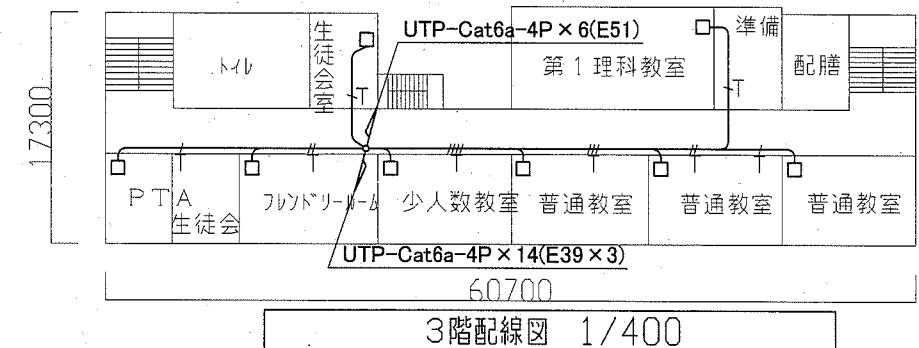 UTP-Cat6a-4P×6(E51)
生徒会室
トイレ
T
第1理科教室
準備
配膳
T
17300
PTA
生徒会
フレンドリールーム
少人数教室
普通教室
普通教室
普通教室
UTP-Cat6a-4P×14(E39×3)
60700
3階配線図 1/400